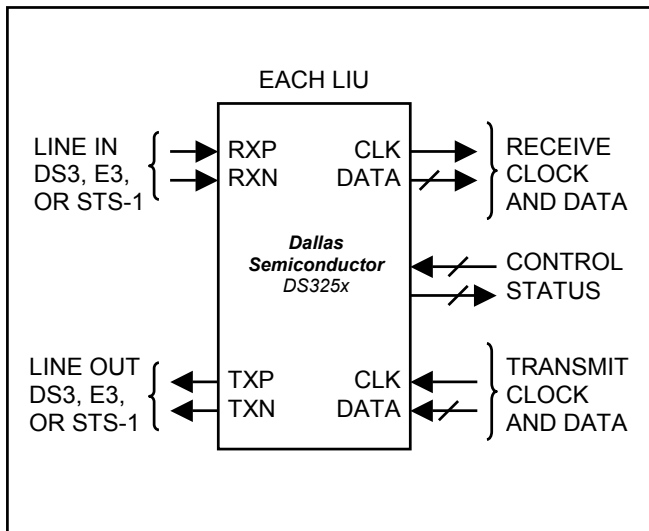 EACH LIU
LINE IN
DS3, E3,
OR STS-1
RXP
RXN
CLK
DATA
RECEIVE
CLOCK
AND DATA
Dallas
Semiconductor
DS325x
CONTROL
STATUS
LINE OUT
DS3, E3,
OR STS-1
TXP
TXN
CLK
DATA
TRANSMIT
CLOCK
AND DATA